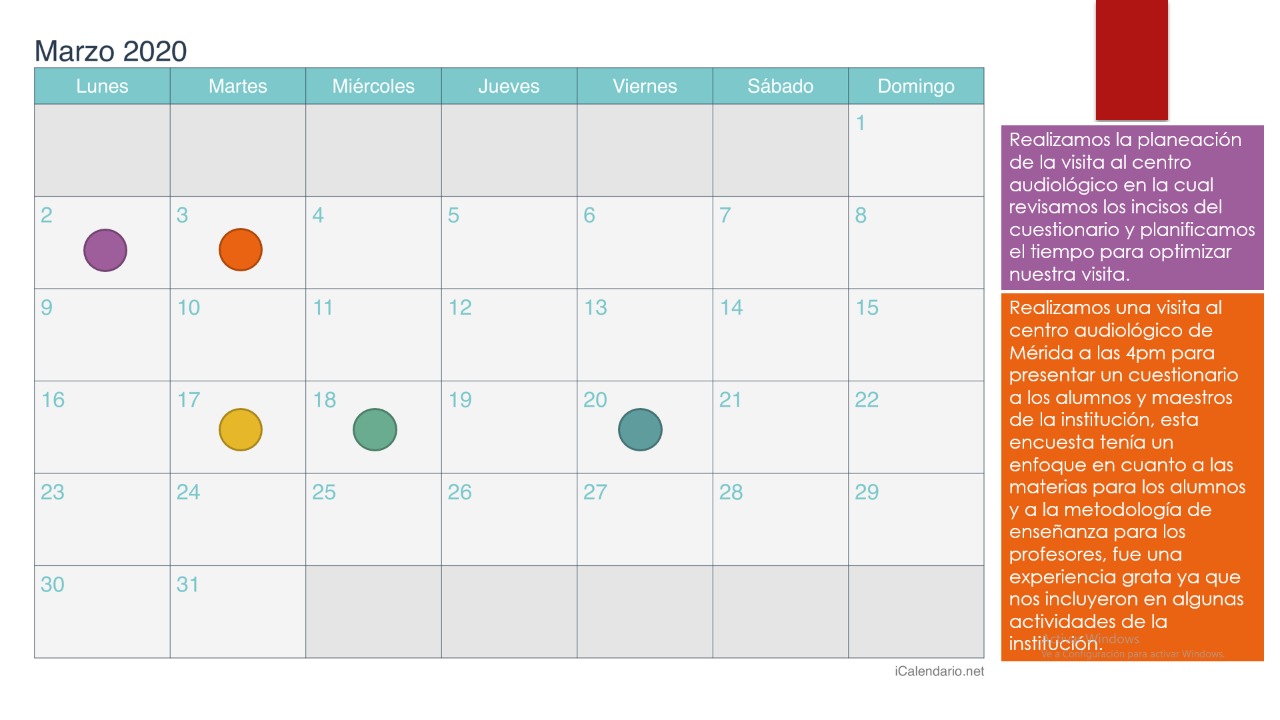 Marzo 2020
Lunes Martes Miércoles Jueves Viernes Sábado Domingo
1
2 3 4 5 6 7 8
9 10 11 12 13 14 15
16 17 18 19 20 21 22
23 24 25 26 27 28 29
30 31
iCalendario.net
Realizamos la planeación
de la visita al centro
audiológico en la cual
revisamos los incisos del
cuestionario y planificamos
el tiempo para optimizar
nuestra visita.
Realizamos una visita al
centro audiológico de
Mérida a las 4pm para
presentar un cuestionario
a los alumnos y maestros
de la institución, esta
encuesta tenía un
enfoque en cuanto a las
materias para los alumnos
y a la metodología de
enseñanza para los
profesores, fue una
experiencia grata ya que
nos incluyeron en algunas
actividades de la
institución.
Activar Windows
Ve a Configuración para activar Windows.